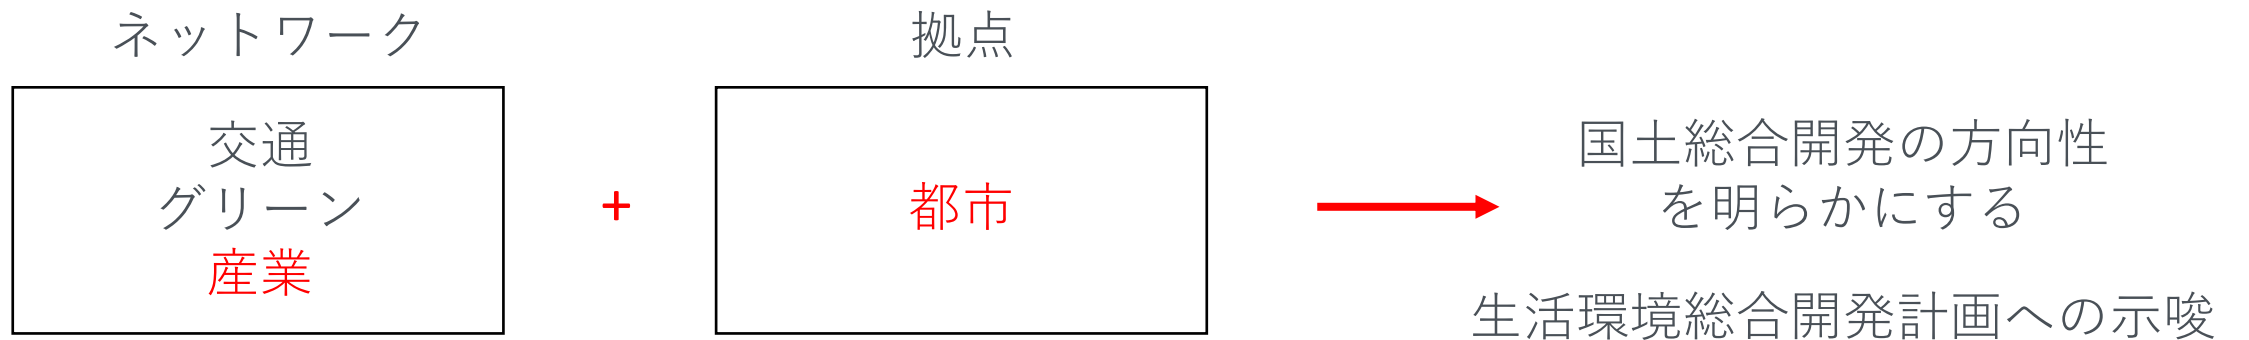 ネットワーク
拠点
交通
グリーン
産業
+
都市
国土総合開発の方向性
を明らかにする
生活環境総合開発計画への示唆